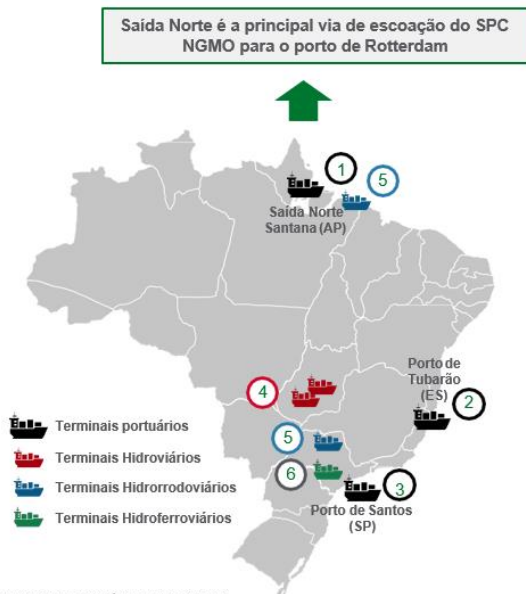 Saída Norte é a principal via de escoação do SPC
NGMO para o porto de Rotterdam
1
5
Saída Norte
Santana (AP)
Porto de
Tubarão
(ES)
2
4
5
6
3
Porto de Santos
(SP)
Terminais portuários
Terminais Hidroviários
Terminais Hidrorrodoviários
Terminais Hidroferroviários